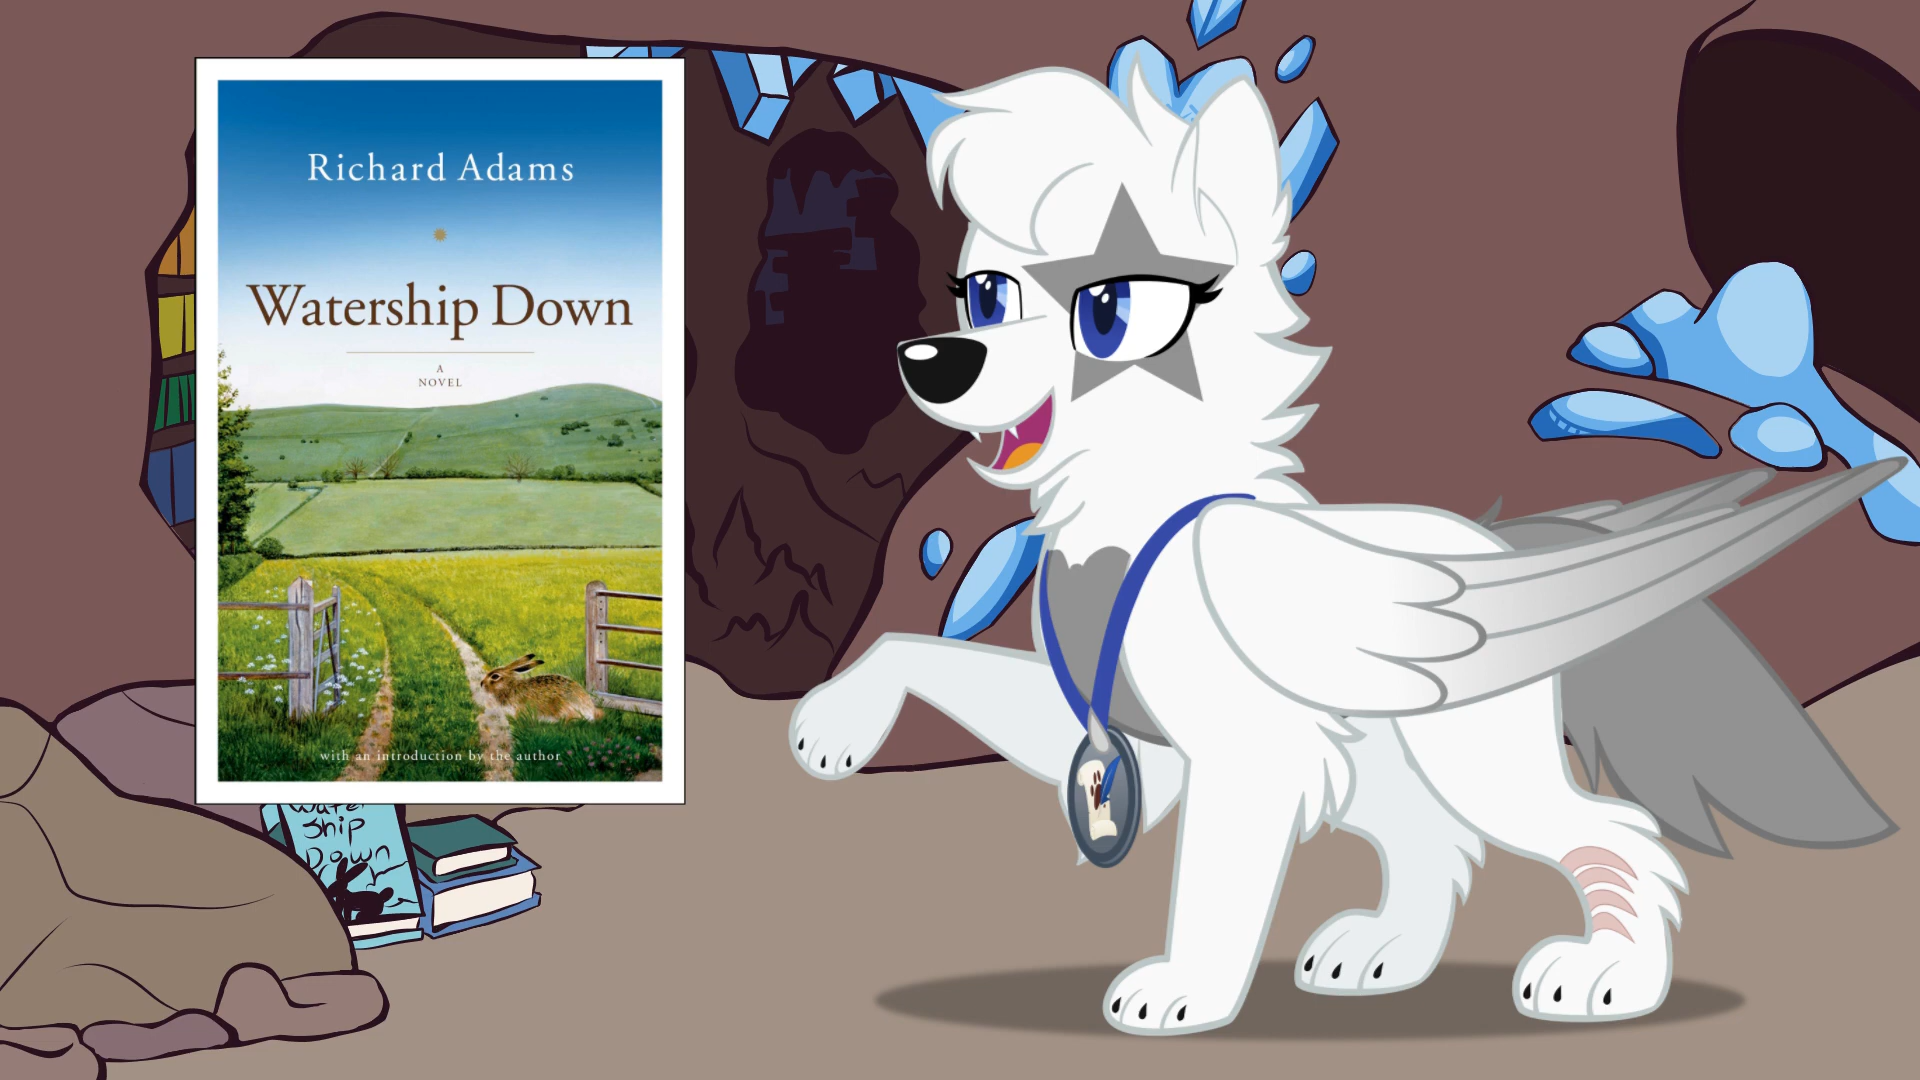 Richard Adams
Watership Down
A
NOVEL
with an introduction by the author
Water
Ship
Down